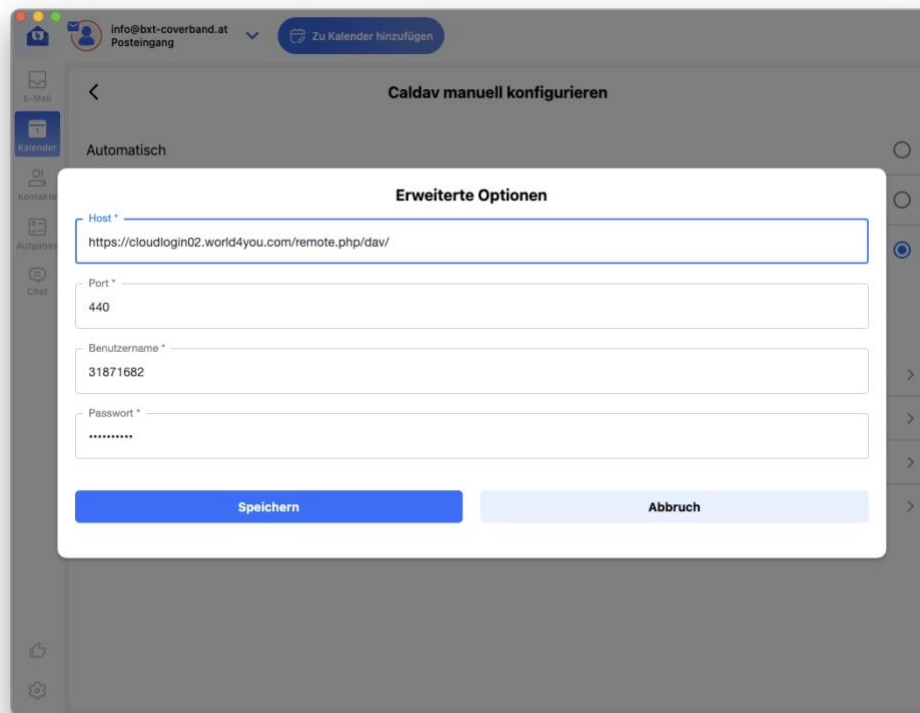 info@bxt-coverband.at
Posteingang
Zu Kalender hinzufügen
E-Mail
1
Kalender
Kontakte
Aufgaben
Chat
Caldav manuell konfigurieren
Automatisch
Erweiterte Optionen
Host *
https://cloudlogin02.world4you.com/remote.php/dav/
Port *
440
Benutzername *
31871682
Passwort *
••••••••••
Speichern
Abbruch